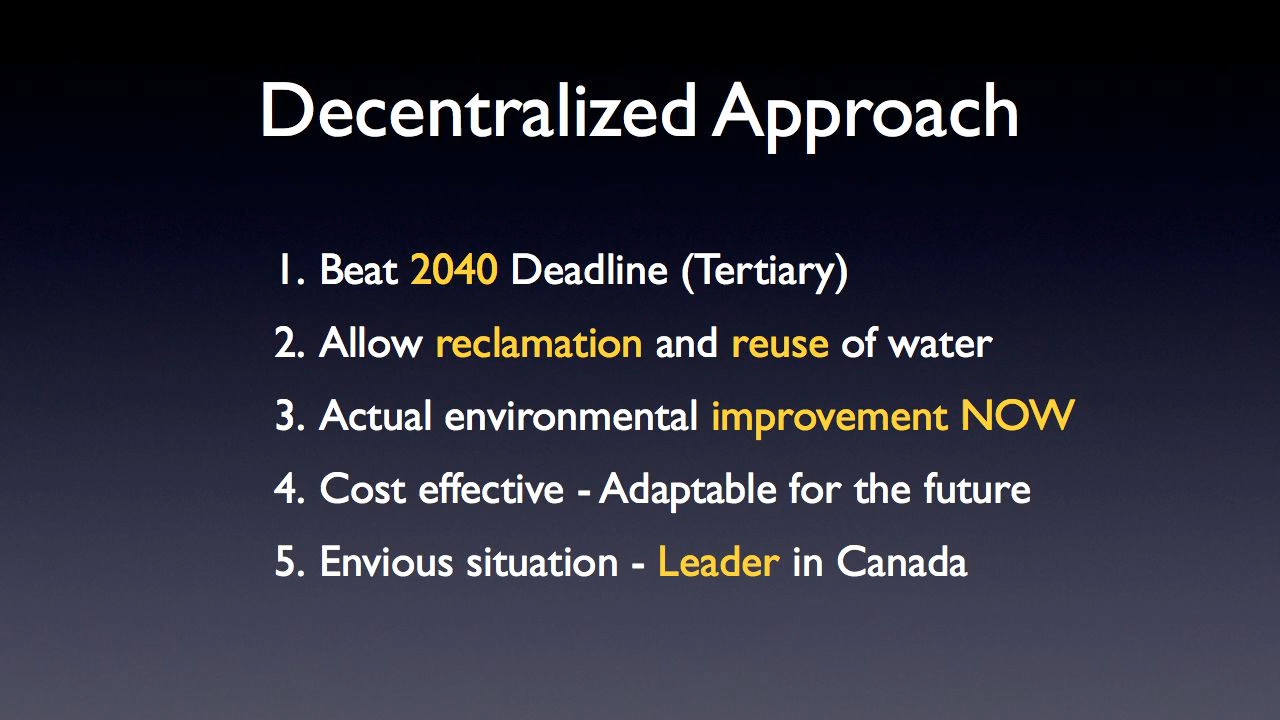 Decentralized Approach
1. Beat 2040 Deadline (Tertiary)
2. Allow reclamation and reuse of water
3. Actual environmental improvement NOW
4. Cost effective - Adaptable for the future
5. Envious situation - Leader in Canada